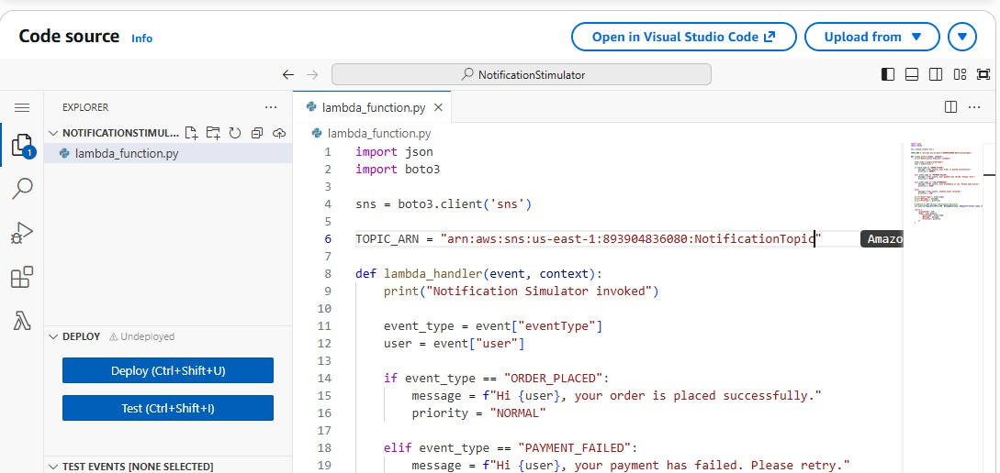 Code source Info
Open in Visual Studio Code
Upload from
NotificationStimulator
EXPLORER
NOTIFICATIONSTIMUL...
1
lambda_function.py
DEPLOY Undeployed
Deploy (Ctrl+Shift+U)
Test (Ctrl+Shift+I)
TEST EVENTS [NONE SELECTED]
lambda_function.py
lambda_function.py
1 import json
2 import boto3
3
4 sns = boto3.client('sns')
5
6 TOPIC_ARN = "arn:aws:sns:us-east-1:893904836080:NotificationTopic" Amazo
7
8 def lambda_handler(event, context):
9 print("Notification Simulator invoked")
10
11 event_type = event["eventType"]
12 user = event["user"]
13
14 if event_type == "ORDER_PLACED":
15 message = f"Hi {user}, your order is placed successfully."
16 priority = "NORMAL"
17
18 elif event_type == "PAYMENT_FAILED":
19 message = f"Hi {user}, your payment has failed. Please retry."